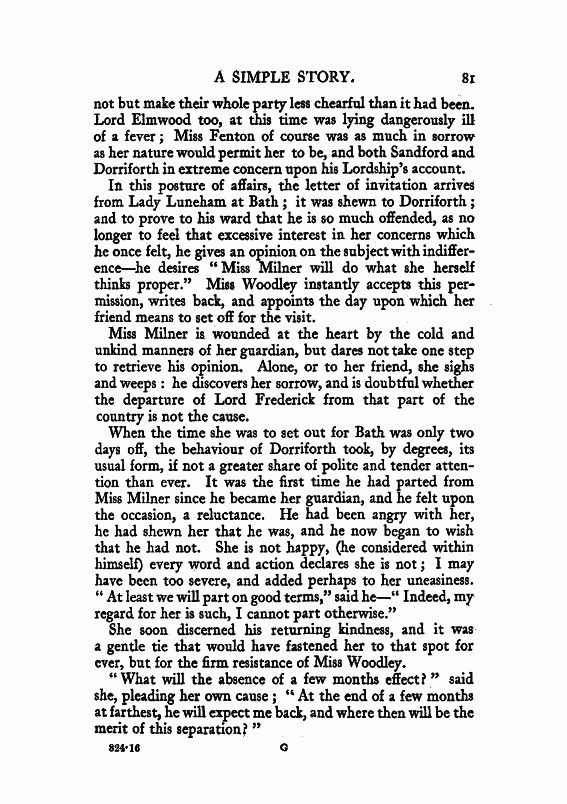 A SIMPLE STORY. 81
not but make their whole party less chearful than it had been.
Lord Elmwood too, at this time was lying dangerously ill
of a fever; Miss Fenton of course was as much in sorrow
as her nature would permit her to be, and both Sandford and
Dorriforth in extreme concern upon his Lordship's account.
In this posture of affairs, the letter of invitation arrives
from Lady Luneham at Bath; it was shewn to Dorriforth;
and to prove to his ward that he is so much offended, as no
longer to feel that excessive interest in her concerns which
he once felt, he gives an opinion on the subject with indiffer-
ence—he desires "Miss Milner will do what she herself
thinks proper." Miss Woodley instantly accepts this per-
mission, writes back, and appoints the day upon which her
friend means to set off for the visit.
Miss Milner is wounded at the heart by the cold and
unkind manners of her guardian, but dares not take one step
to retrieve his opinion. Alone, or to her friend, she sighs
and weeps: he discovers her sorrow, and is doubtful whether
the departure of Lord Frederick from that part of the
country is not the cause.
When the time she was to set out for Bath was only two
days off, the behaviour of Dorriforth took, by degrees, its
usual form, if not a greater share of polite and tender atten-
tion than ever. It was the first time he had parted from
Miss Milner since he became her guardian, and he felt upon
the occasion, a reluctance. He had been angry with her,
he had shewn her that he was, and he now began to wish
that he had not. She is not happy, (he considered within
himself) every word and action declares she is not; I may
have been too severe, and added perhaps to her uneasiness.
"At least we will part on good terms," said he—"Indeed, my
regard for her is such, I cannot part otherwise."
She soon discerned his returning kindness, and it was
a gentle tie that would have fastened her to that spot for
ever, but for the firm resistance of Miss Woodley.
"What will the absence of a few months effect?" said
she, pleading her own cause; "At the end of a few months
at farthest, he will expect me back, and where then will be the
merit of this separation?"
824·16 G